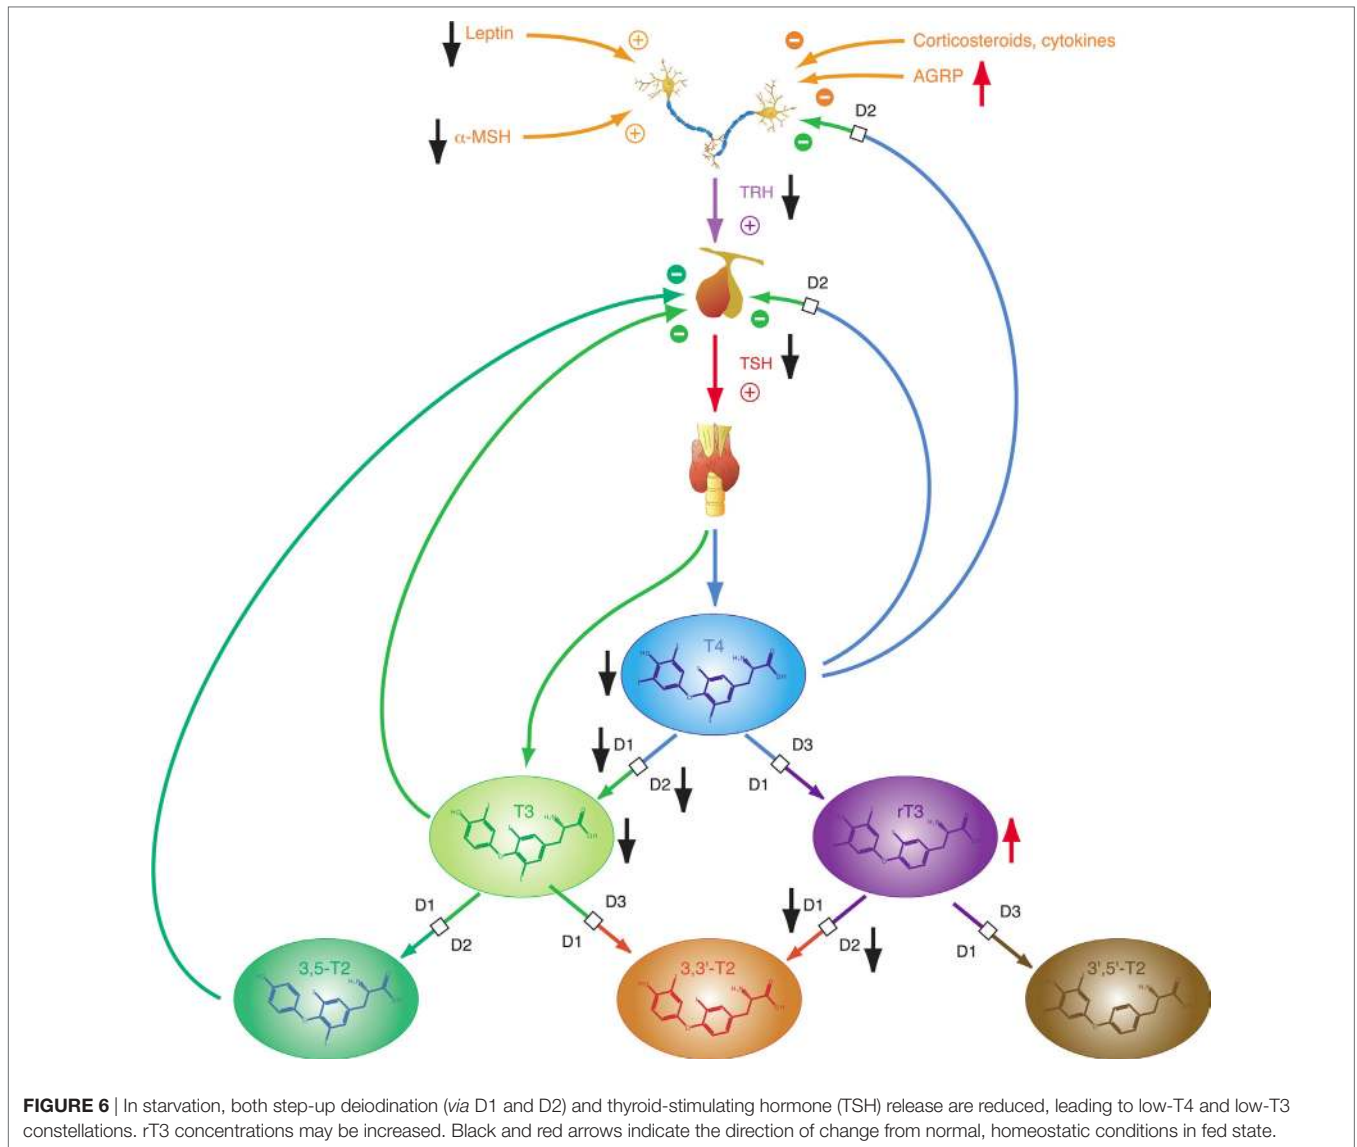 Leptin
Corticosteroids, cytokines
AGRP
D2
α-MSH
TRH
D2
TSH
T4
D1
D2
D3
D1
T3
rT3
D1
D2
D3
D1
D1
D2
D3
D1
3,5-T2
3,3'-T2
3',5'-T2
FIGURE 6 | In starvation, both step-up deiodination (via D1 and D2) and thyroid-stimulating hormone (TSH) release are reduced, leading to low-T4 and low-T3
constellations. rT3 concentrations may be increased. Black and red arrows indicate the direction of change from normal, homeostatic conditions in fed state.